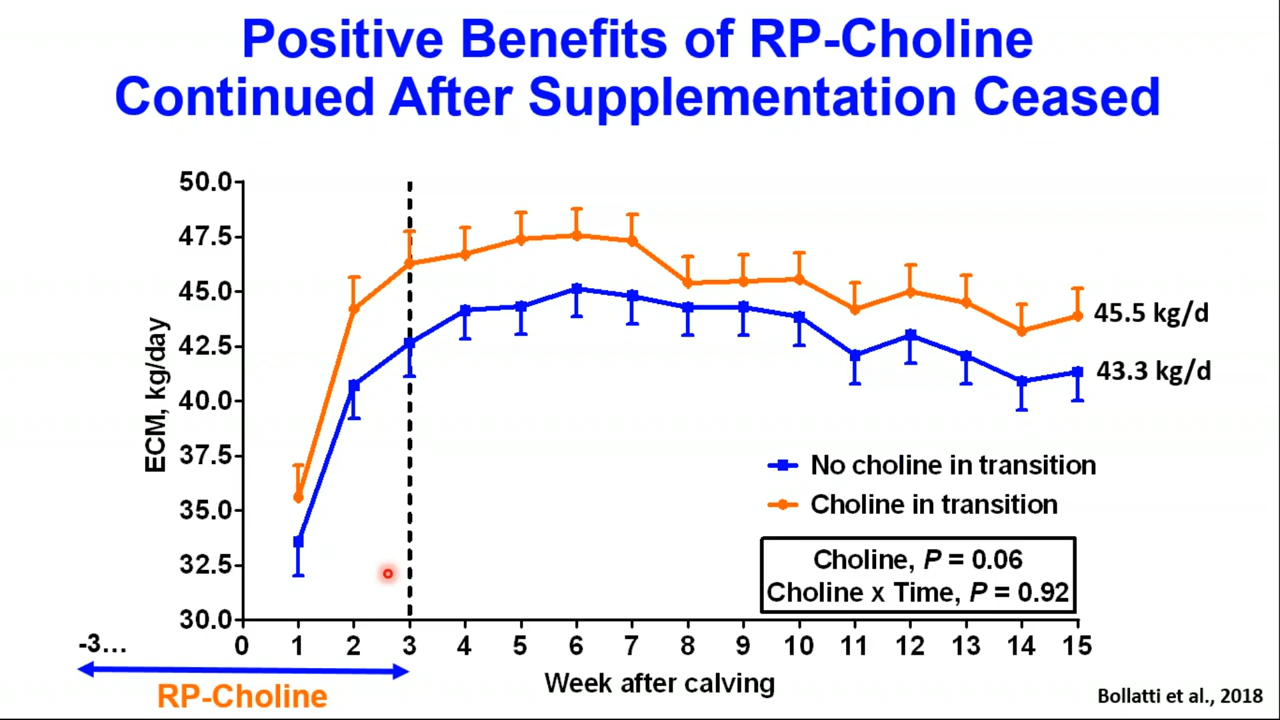 Positive Benefits of RP-Choline
Continued After Supplementation Ceased
50.0
47.5
45.0
42.5
40.0
37.5
35.0
32.5
30.0
ECM, kg/day
45.5 kg/d
43.3 kg/d
No choline in transition
Choline in transition
Choline, P = 0.06
Choline x Time, P = 0.92
-3...
0 1 2 3 4 5 6 7 8 9 10 11 12 13 14 15
Week after calving
RP-Choline
Bollatti et al., 2018